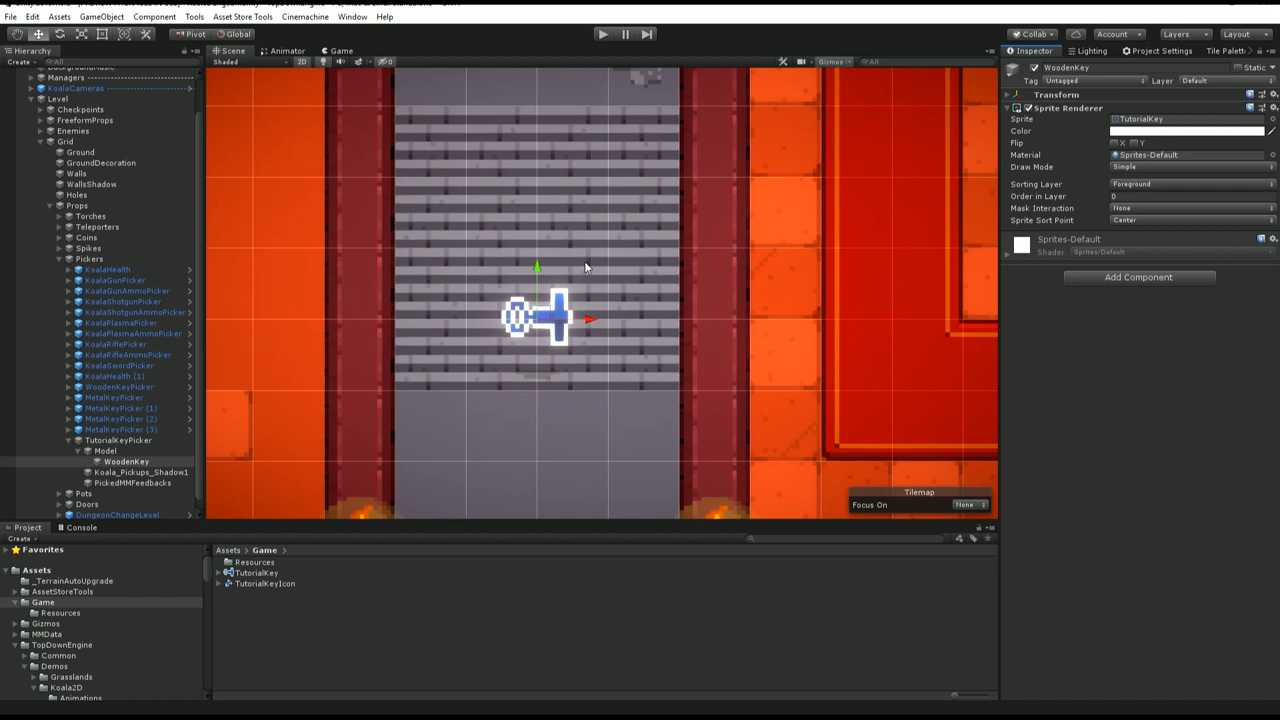 File Edit Assets GameObject Component Tools Asset Store Tools Cinemachine Window Help
Pivot Global Collab Account Layers Layout
Hierarchy Scene Animator Game Inspector Lighting Project Settings Tile Palett
Create All Shaded 2D 0 Gizmos All
WoodenKey Static
Tag Untagged Layer Default
Transform
Sprite Renderer
Sprite TutorialKey
Color
Flip X Y
Material Sprites-Default
Draw Mode Simple
Sorting Layer Foreground
Order in Layer 0
Mask Interaction None
Sprite Sort Point Center
Sprites-Default
Shader Sprites/Default
Add Component
Managers
KoalaCameras
Level
Checkpoints
FreeformProps
Enemies
Grid
Ground
GroundDecoration
Walls
WallsShadow
Holes
Props
Torches
Teleporters
Coins
Spikes
Pickers
KoalaHealth
KoalaGunPicker
KoalaGunAmmoPicker
KoalaShotgunPicker
KoalaShotgunAmmoPicker
KoalaPlasmaPicker
KoalaPlasmaAmmoPicker
KoalaRiflePicker
KoalaRifleAmmoPicker
KoalaSwordPicker
KoalaHealth (1)
WoodenKeyPicker
MetalKeyPicker
MetalKeyPicker (1)
MetalKeyPicker (2)
MetalKeyPicker (3)
TutorialKeyPicker
Model
WoodenKey
Koala_Pickups_Shadow1
PickedMMFeedbacks
Pots
Doors
DungeonChangeLevel
Tilemap
Focus On None
Project Console
Create
Favorites
Assets
_TerrainAutoUpgrade
AssetStoreTools
Game
Resources
Gizmos
MMData
TopDownEngine
Common
Demos
Grasslands
Koala2D
Animations
Assets Game
Resources
TutorialKey
TutorialKeyIcon